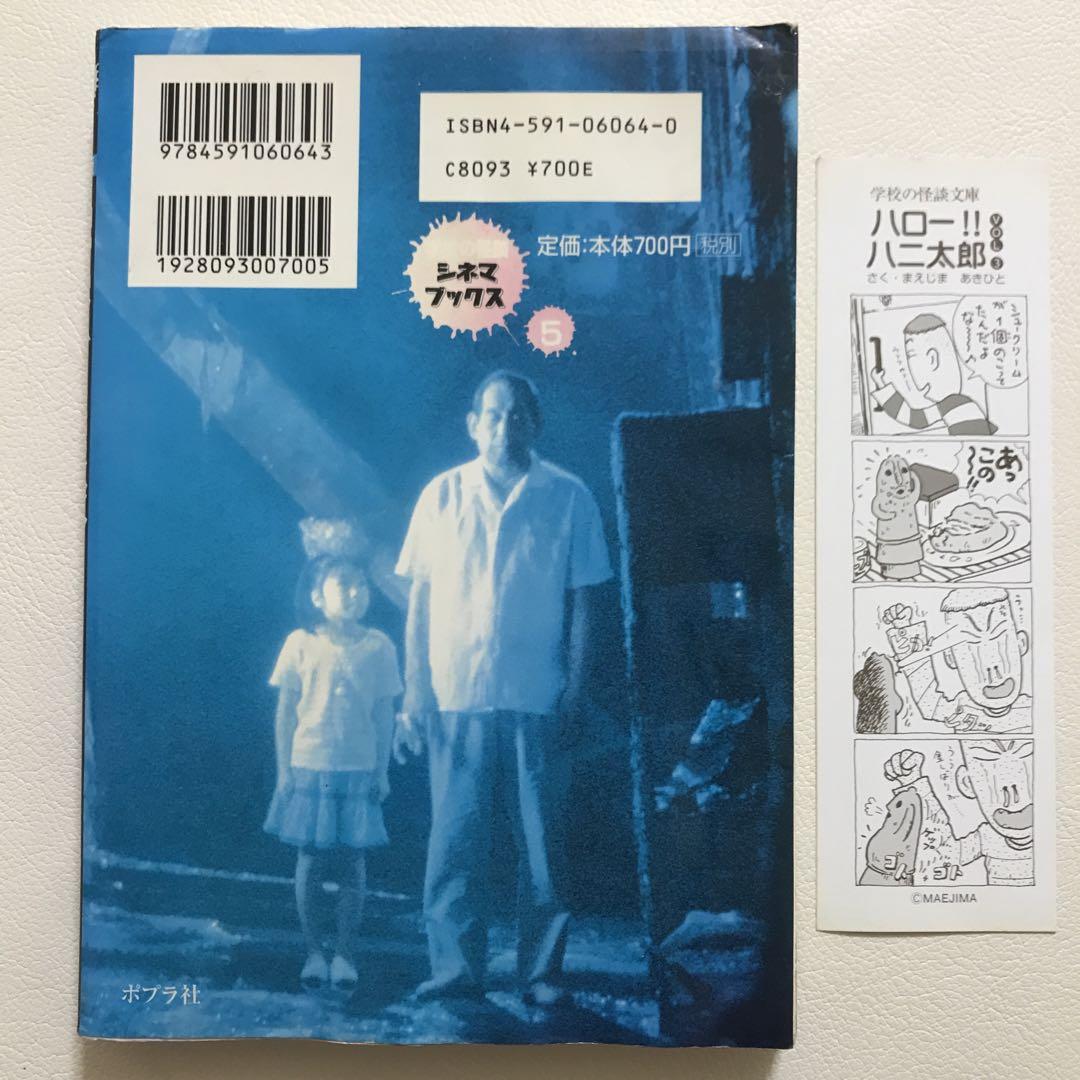 9784591060643
1928093007005
ISBN4-591-06064-0
C8093 ¥700E
定価:本体700円 税別
シネマ
ブックス
5
ポプラ社
学校の怪談文庫
ハロー!!
ハニ太郎
VOL3
さく・まえじま あきひと
シュークリーム
が1個のこって
たんだよ
な〜〜
あっ
この
〜!!
ゴト
©MAEJIMA